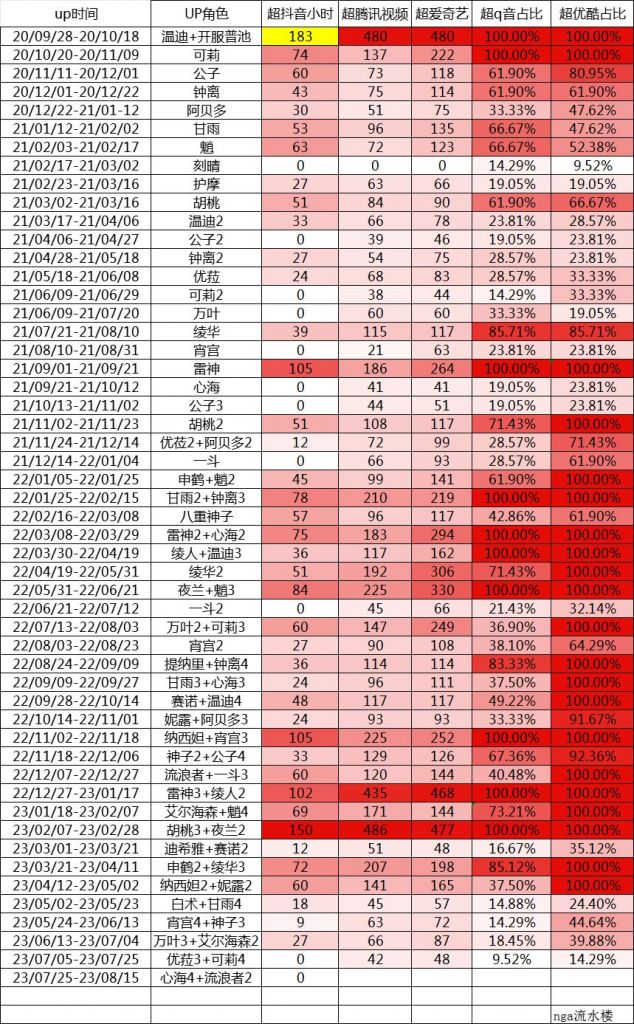 up时间 UP角色 超抖音小时 超腾讯视频 超爱奇艺 超q音占比 超优酷占比
20/09/28-20/10/18 温迪+开服普池 183 480 480 100.00% 100.00%
20/10/20-20/11/09 可莉 74 137 222 100.00% 100.00%
20/11/11-20/12/01 公子 60 73 118 61.90% 80.95%
20/12/01-20/12/22 钟离 43 75 114 61.90% 61.90%
20/12/22-21/01-12 阿贝多 30 51 75 33.33% 47.62%
21/01/12-21/02/02 甘雨 53 96 135 66.67% 47.62%
21/02/03-21/02/17 魈 63 72 123 66.67% 52.38%
21/02/17-21/03/02 刻晴 0 0 0 14.29% 9.52%
21/02/23-21/03/16 护摩 27 63 66 19.05% 19.05%
21/03/02-21/03/16 胡桃 51 84 90 61.90% 66.67%
21/03/17-21/04/06 温迪2 33 66 78 23.81% 28.57%
21/04/06-21/04/27 公子2 0 39 46 19.05% 23.81%
21/04/28-21/05/18 钟离2 27 54 75 28.57% 23.81%
21/05/18-21/06/08 优菈 24 68 83 28.57% 33.33%
21/06/09-21/06/29 可莉2 0 38 44 14.29% 33.33%
21/06/09-21/07/20 万叶 0 60 60 33.33% 19.05%
21/07/21-21/08/10 绫华 39 115 117 85.71% 85.71%
21/08/10-21/08/31 宵宫 0 21 63 23.81% 23.81%
21/09/01-21/09/21 雷神 105 186 264 100.00% 100.00%
21/09/21-21/10/12 心海 0 41 41 19.05% 23.81%
21/10/13-21/11/02 公子3 0 44 51 19.05% 23.81%
21/11/02-21/11/23 胡桃2 51 108 117 71.43% 100.00%
21/11/24-21/12/14 优菈2+阿贝多2 12 72 99 28.57% 71.43%
21/12/14-22/01/04 一斗 0 66 93 28.57% 61.90%
22/01/05-22/01/25 申鹤+魈2 45 99 141 61.90% 100.00%
22/01/25-22/02/15 甘雨2+钟离3 78 210 219 100.00% 100.00%
22/02/16-22/03/08 八重神子 57 96 117 42.86% 61.90%
22/03/08-22/03/29 雷神2+心海2 75 183 294 100.00% 100.00%
22/03/30-22/04/19 绫人+温迪3 36 117 162 100.00% 100.00%
22/04/19-22/05/31 绫华2 51 192 306 71.43% 100.00%
22/05/31-22/06/21 夜兰+魈3 84 225 330 100.00% 100.00%
22/06/21-22/07/12 一斗2 0 45 66 21.43% 32.14%
22/07/13-22/08/03 万叶2+可莉3 60 147 249 36.90% 100.00%
22/08/03-22/08/23 宵宫2 27 90 108 38.10% 64.29%
22/08/24-22/09/09 提纳里+钟离4 36 114 114 83.33% 100.00%
22/09/09-22/09/27 甘雨3+心海3 24 96 111 37.50% 100.00%
22/09/28-22/10/14 赛诺+温迪4 48 117 117 49.22% 100.00%
22/10/14-22/11/01 妮露+阿贝多3 24 93 93 33.33% 91.67%
22/11/02-22/11/18 纳西妲+宵宫3 105 225 252 100.00% 100.00%
22/11/18-22/12/06 神子2+公子4 33 129 126 67.36% 92.36%
22/12/07-22/12/27 流浪者+一斗3 60 120 144 40.48% 100.00%
22/12/27-23/01/17 雷神3+绫人2 102 435 468 100.00% 100.00%
23/01/18-23/02/07 艾尔海森+魈4 69 171 144 73.21% 100.00%
23/02/07-23/02/28 胡桃3+夜兰2 150 486 477 100.00% 100.00%
23/03/01-23/03/21 迪希雅+赛诺2 12 51 48 16.67% 35.12%
23/03/21-23/04/11 申鹤2+绫华3 72 207 198 85.12% 100.00%
23/04/12-23/05/02 纳西妲2+妮露2 60 141 165 37.50% 100.00%
23/05/02-23/05/23 白术+甘雨4 18 45 57 14.88% 24.40%
23/05/24-23/06/13 宵宫4+神子3 9 63 72 14.29% 44.64%
23/06/13-23/07/04 万叶3+艾尔海森2 27 66 87 18.45% 39.88%
23/07/05-23/07/25 优菈3+可莉4 0 42 48 9.52% 14.29%
23/07/25-23/08/15 心海4+流浪者2 0
nga流水楼